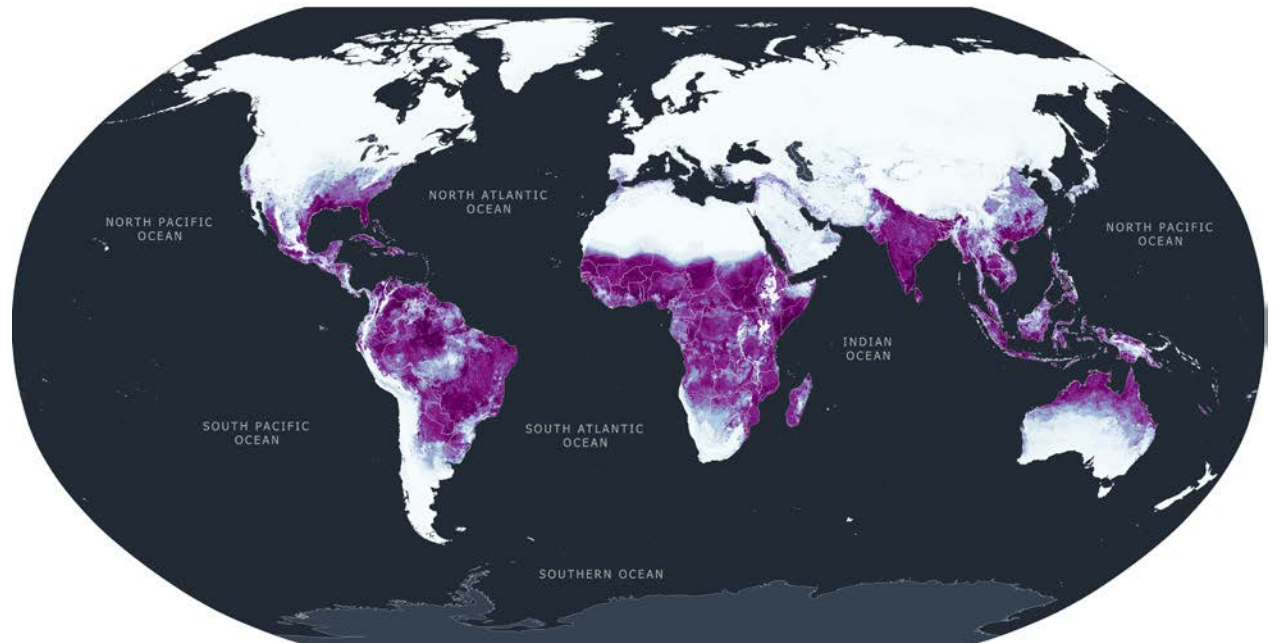 NORTH ATLANTIC
OCEAN
NORTH PACIFIC
OCEAN
NORTH PACIFIC
OCEAN
INDIAN
OCEAN
SOUTH PACIFIC
OCEAN
SOUTH ATLANTIC
OCEAN
SOUTHERN OCEAN